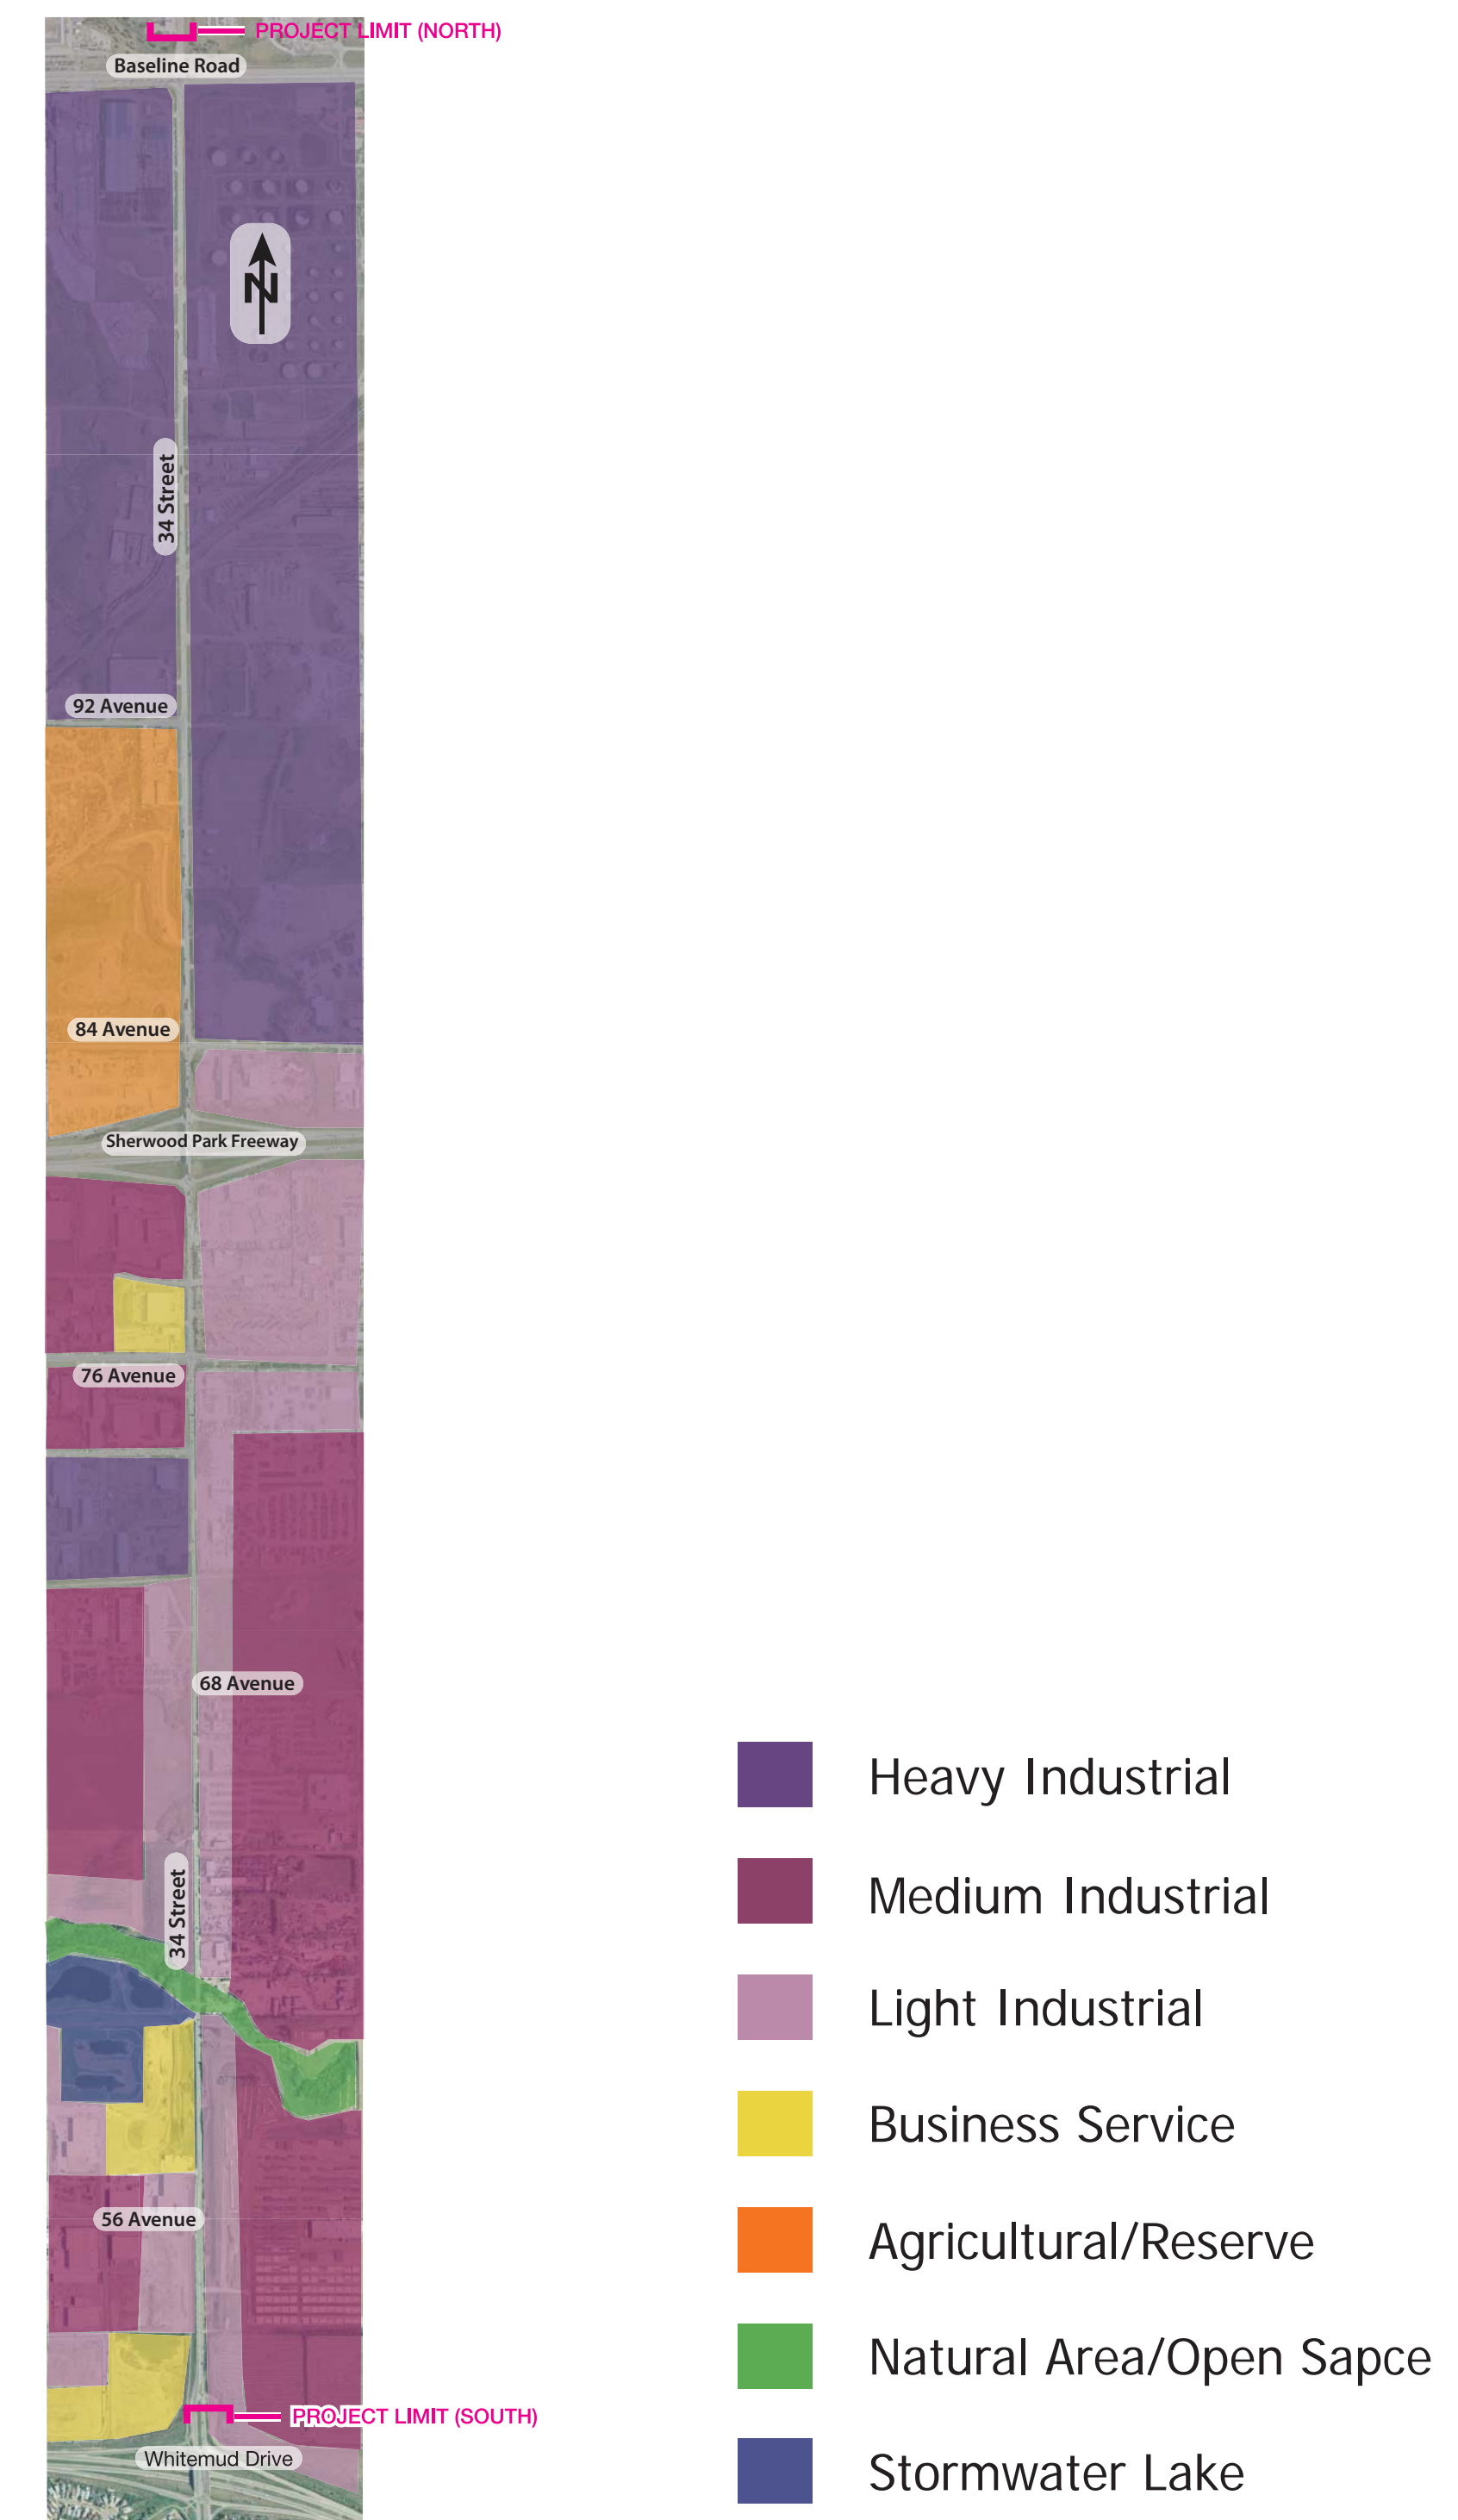 PROJECT LIMIT (NORTH)
Baseline Road
N
34 Street
92 Avenue
84 Avenue
Sherwood Park Freeway
76 Avenue
68 Avenue
34 Street
56 Avenue
PROJECT LIMIT (SOUTH)
Whitemud Drive
Heavy Industrial
Medium Industrial
Light Industrial
Business Service
Agricultural/Reserve
Natural Area/Open Sapce
Stormwater Lake